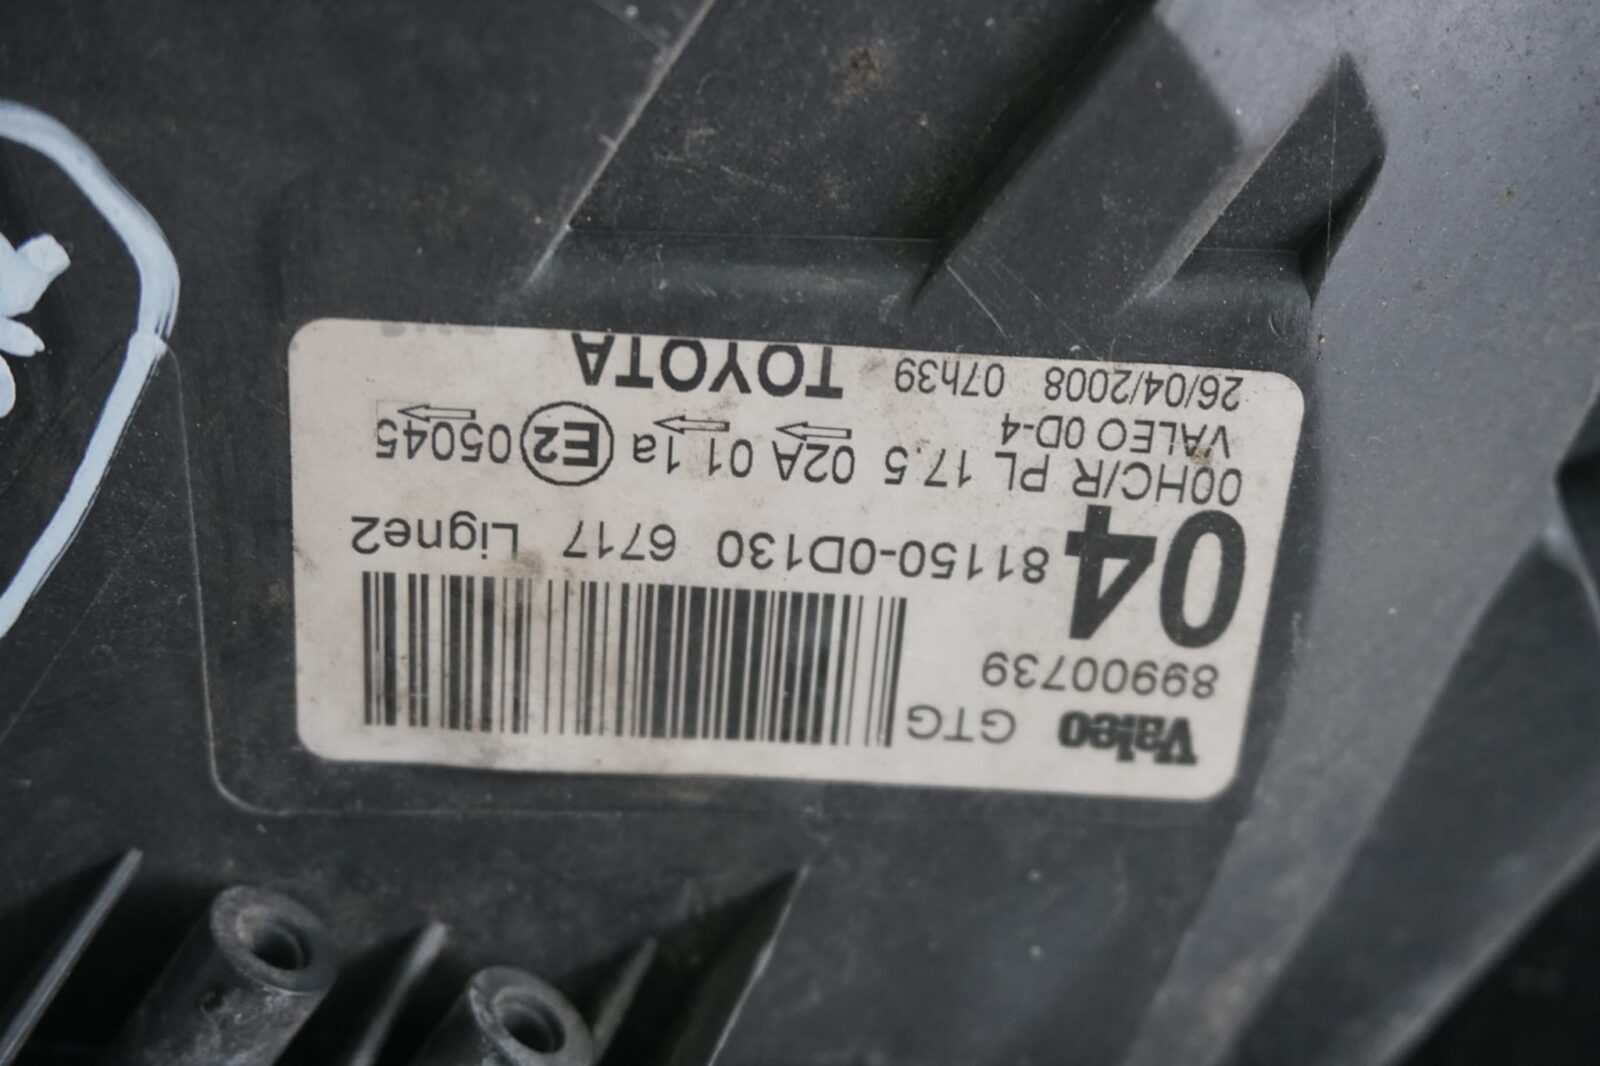 Valeo GTG
89900739
04 81150-0D130 6717 Ligne2
00HC/R PL 17.5 02A 01 1a E2 05045
VALEO 0D-4
26/04/2008 07h39 TOYOTA